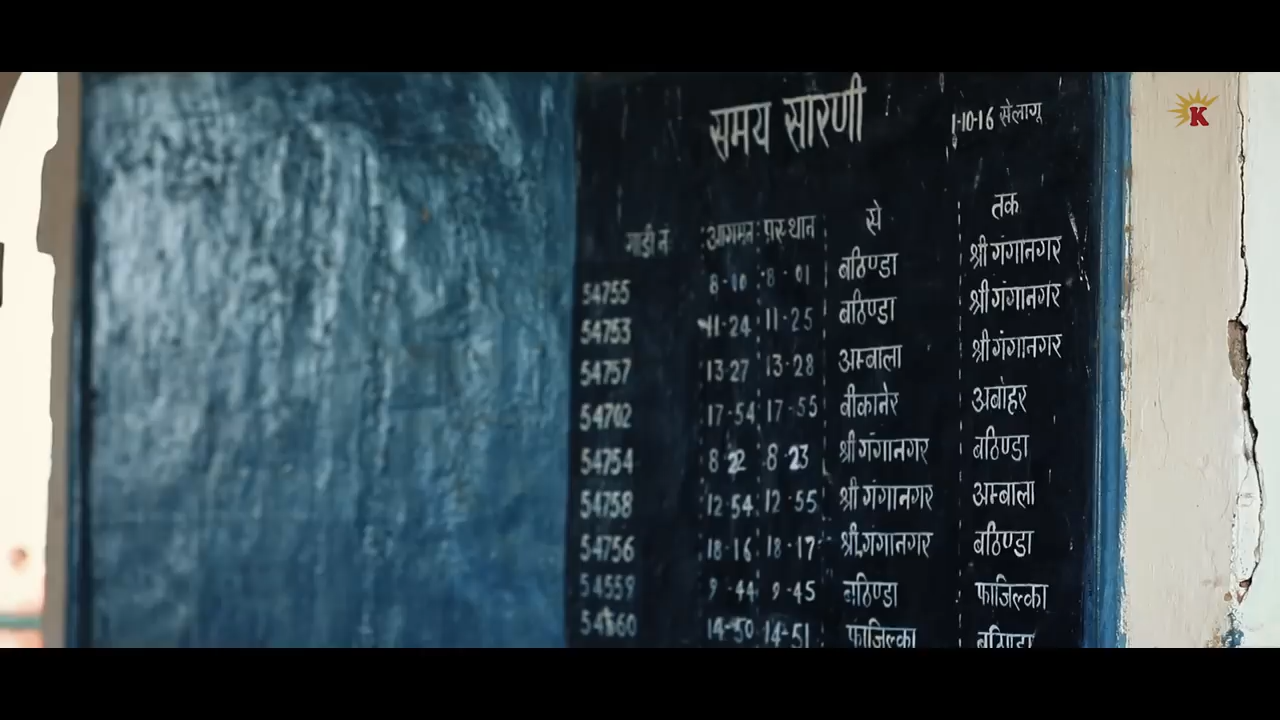 समय सारणी 1-10-16 से लागू
गाडी न आगमन प्रस्थान से तक
54755 8-00 8-01 बठिण्डा श्री गंगानगर
54753 11-24 11-25 बठिण्डा श्री गंगानगर
54757 13-27 13-28 अम्बाला श्री गंगानगर
54702 17-54 17-55 बीकानेर अबोहर
54754 8 22 8 23 श्री गंगानगर बठिण्डा
54758 12-54 12-55 श्री गंगानगर अम्बाला
54756 18-16 18-17 श्री गंगानगर बठिण्डा
54559 9-44 9-45 बठिण्डा फाजिल्का
54560 14-50 14-51 फाजिल्का बठिण्डा
K